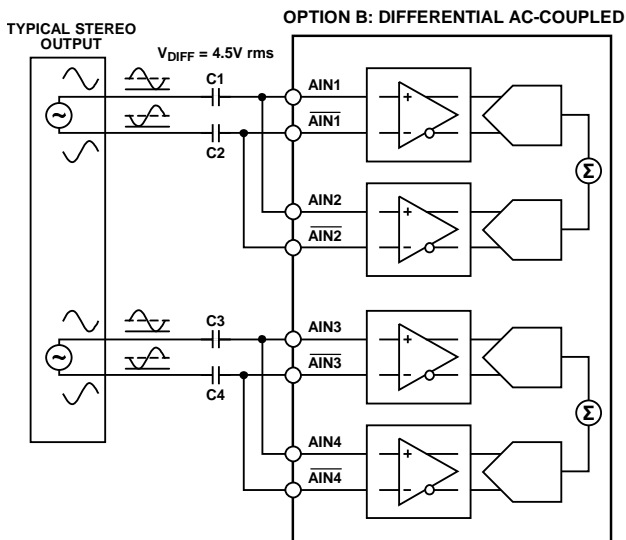 OPTION B: DIFFERENTIAL AC-COUPLED
TYPICAL STEREO
OUTPUT
VDIFF = 4.5V rms
C1
AIN1
+
~
AIN1
–
C2
Σ
AIN2
+
AIN2
–
C3
AIN3
+
~
AIN3
–
C4
Σ
AIN4
+
AIN4
–